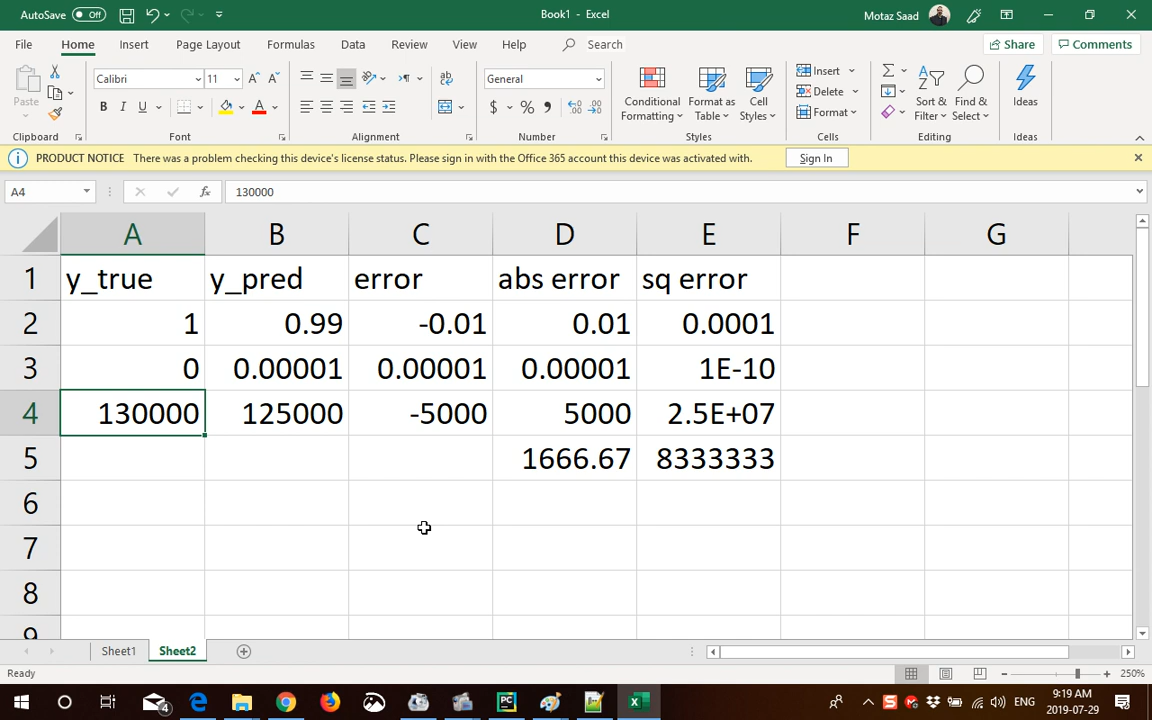 AutoSave Off Book1 - Excel Motaz Saad
File Home Insert Page Layout Formulas Data Review View Help Search Share Comments
Paste Calibri 11 General Conditional Formatting Format as Table Cell Styles Insert Delete Format Sort & Filter Find & Select Ideas
Clipboard Font Alignment Number Styles Cells Editing Ideas
PRODUCT NOTICE There was a problem checking this device's license status. Please sign in with the Office 365 account this device was activated with. Sign In
A4 fx 130000
A B C D E F G
1 y_true y_pred error abs error sq error
2 1 0.99 -0.01 0.01 0.0001
3 0 0.00001 0.00001 0.00001 1E-10
4 130000 125000 -5000 5000 2.5E+07
5 1666.67 8333333
6
7
8
9
Sheet1 Sheet2
Ready 250%
4 ENG 9:19 AM
2019-07-29